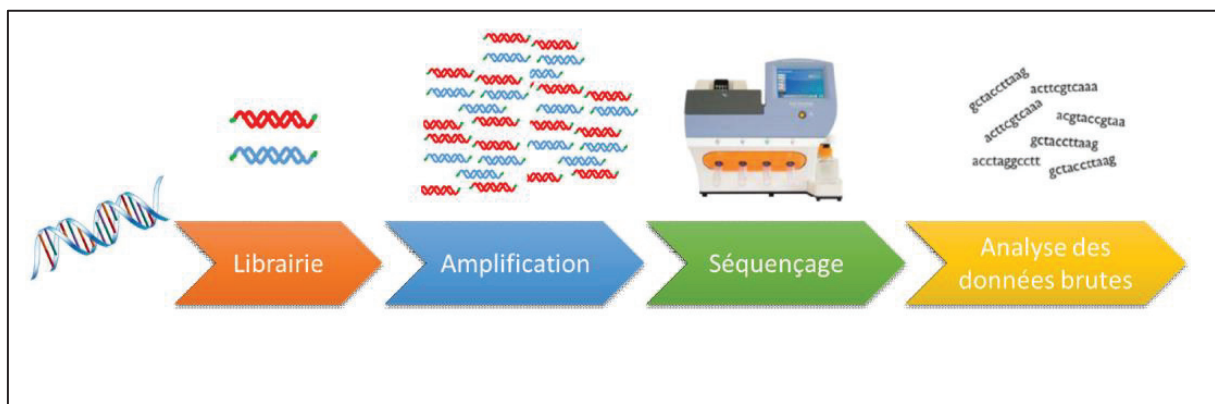 gctaccttaag
acttcgtcaaa
acttcgtcaaa
acgtaccgtaa
gctaccttaag
acctaggcctt
gctaccttaag
Librairie
Amplification
Séquençage
Analyse des
données brutes